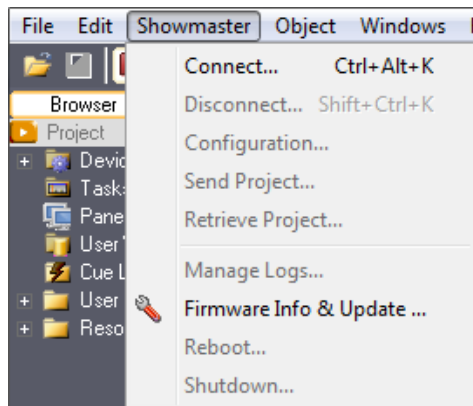 File Edit Showmaster Object Windows
Connect... Ctrl+Alt+K
Browser
Disconnect... Shift+Ctrl+K
Project
Configuration...
Send Project...
Retrieve Project...
Manage Logs...
User
Firmware Info & Update ...
Reboot...
Shutdown...